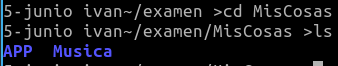 5-junio ivan~/examen >cd MisCosas
5-junio ivan~/examen/MisCosas >ls
APP  Musica